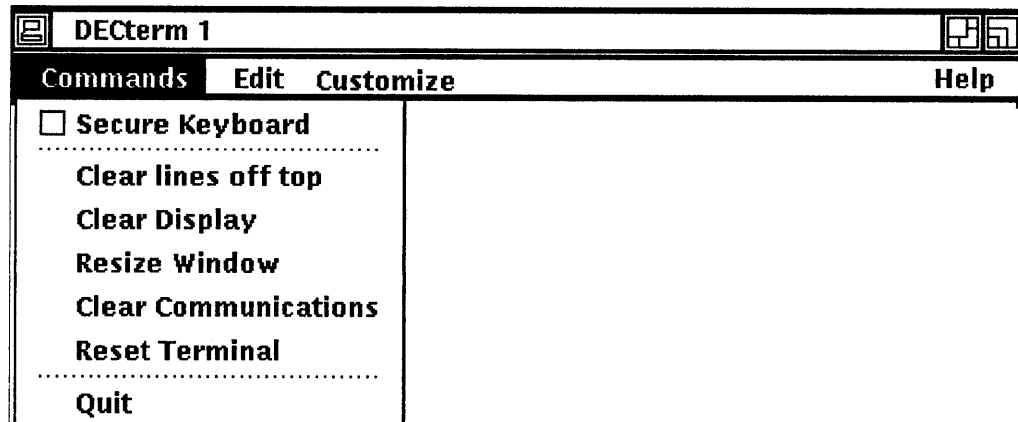 DECterm 1
Commands Edit Customize Help
Secure Keyboard
Clear lines off top
Clear Display
Resize Window
Clear Communications
Reset Terminal
Quit